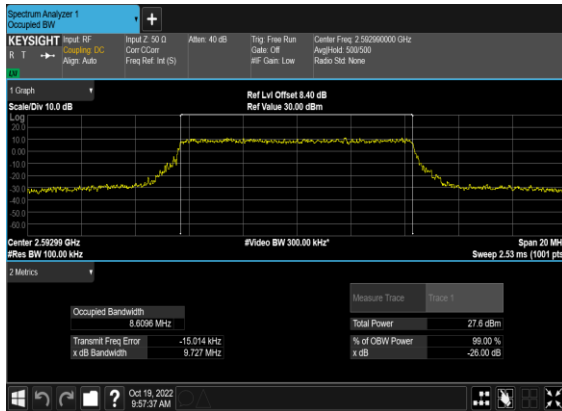 Spectrum Analyzer 1
Occupied BW
+
KEYSIGHT Input: RF Input Z: 50 Ω Atten: 40 dB Trig: Free Run Center Freq: 2.592990000 GHz
R T Coupling: DC Corr CCorr Gate: Off Avg|Hold: 500/500
Align: Auto Freq Ref: Int (S) #IF Gain: Low Radio Std: None
LXI
1 Graph
Ref Lvl Offset 8.40 dB
Scale/Div 10.0 dB Ref Value 30.00 dBm
Log
20.0
10.0
0.00
-10.0
-20.0
-30.0
-40.0
-50.0
-60.0
Center 2.59299 GHz #Video BW 300.00 kHz* Span 20 MH
#Res BW 100.00 kHz Sweep 2.53 ms (1001 pts
2 Metrics
Measure Trace Trace 1
Occupied Bandwidth
8.6096 MHz Total Power 27.6 dBm
Transmit Freq Error -15.014 kHz % of OBW Power 99.00 %
x dB Bandwidth 9.727 MHz x dB -26.00 dB
? Oct 19, 2022
9:57:37 AM